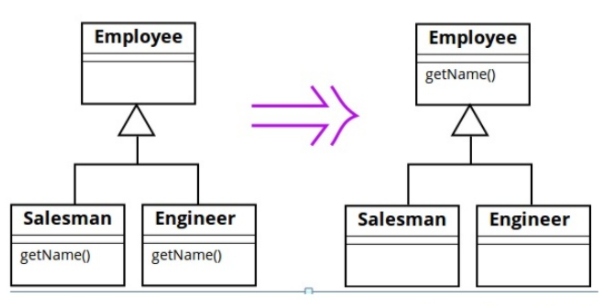 Employee
Salesman
getName()
Engineer
getName()
Employee
getName()
Salesman
Engineer